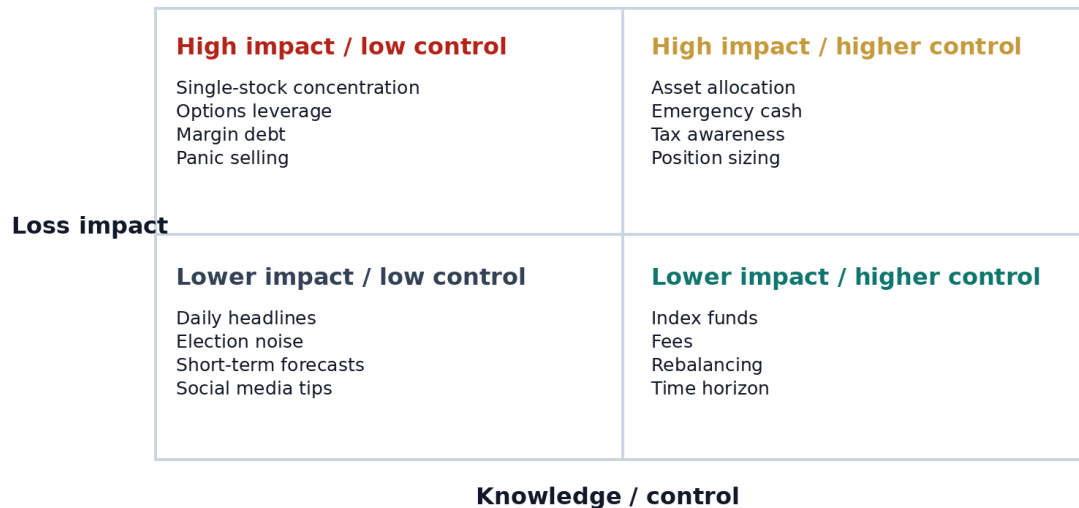 High impact / low control
Single-stock concentration
Options leverage
Margin debt
Panic selling
High impact / higher control
Asset allocation
Emergency cash
Tax awareness
Position sizing
Loss impact
Lower impact / low control
Daily headlines
Election noise
Short-term forecasts
Social media tips
Lower impact / higher control
Index funds
Fees
Rebalancing
Time horizon
Knowledge / control